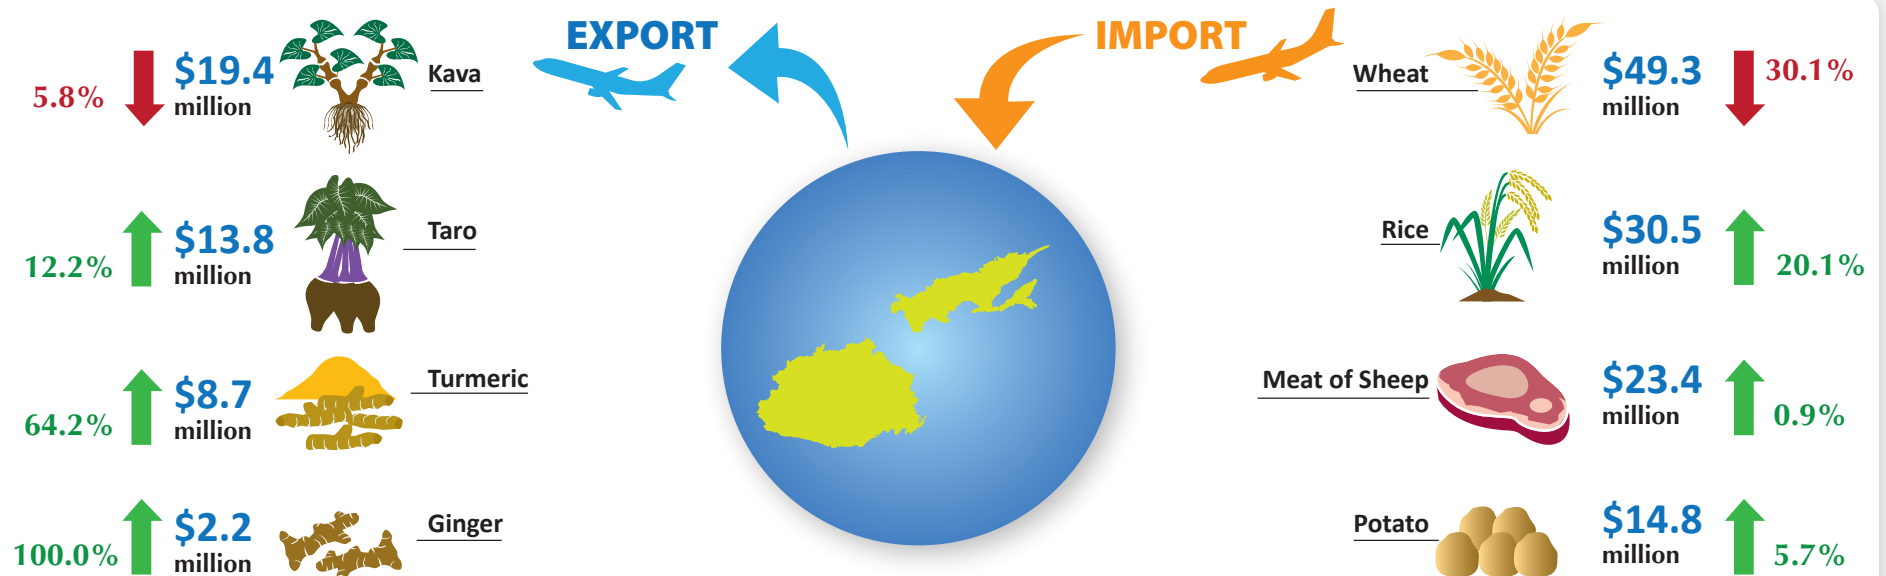 EXPORT
IMPORT
5.8%
$19.4
million
Kava
12.2%
$13.8
million
Taro
64.2%
$8.7
million
Turmeric
100.0%
$2.2
million
Ginger
Wheat
$49.3
million
30.1%
Rice
$30.5
million
20.1%
Meat of Sheep
$23.4
million
0.9%
Potato
$14.8
million
5.7%